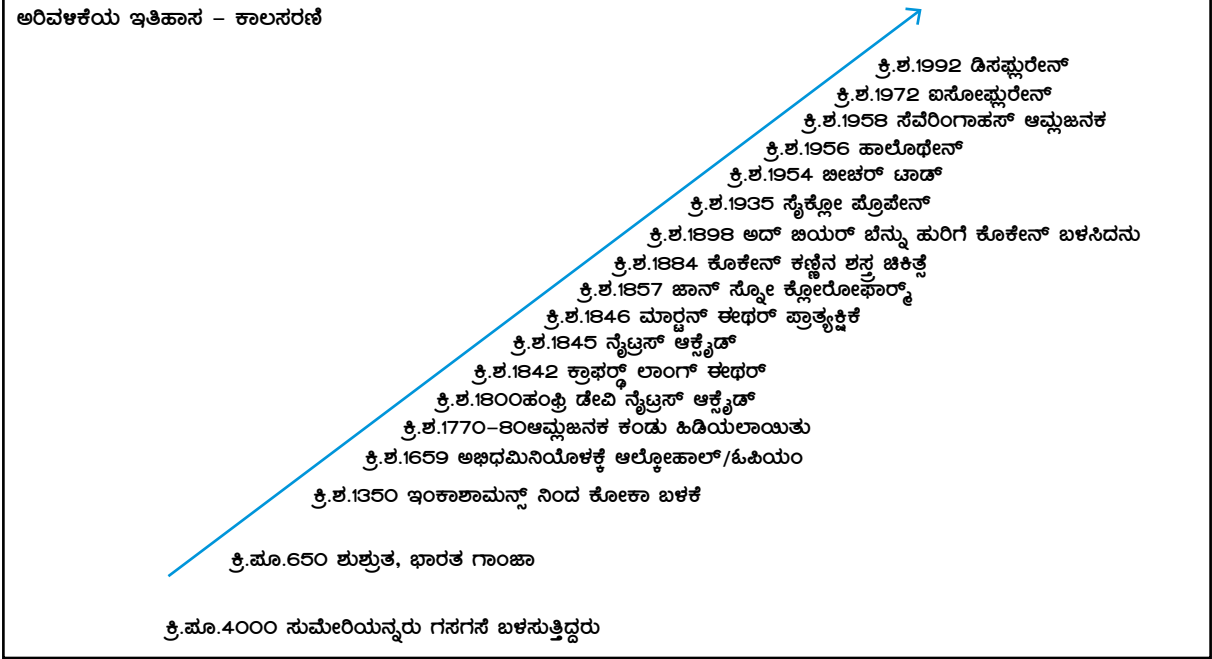 ಅರಿವಳಿಕೆಯ ಇತಿಹಾಸ – ಕಾಲಸರಣಿ
ಕ್ರಿ.ಶ.1992 ಡಿಸಫ್ಲುರೇನ್
ಕ್ರಿ.ಶ.1972 ಐಸೋಫ್ಲುರೇನ್
ಕ್ರಿ.ಶ.1958 ಸೆವೆರಿಂಗಾಹಸ್ ಆಮ್ಲಜನಕ
ಕ್ರಿ.ಶ.1956 ಹಾಲೊಥೇನ್
ಕ್ರಿ.ಶ.1954 ಬೀಚರ್ ಟಾಡ್
ಕ್ರಿ.ಶ.1935 ಸೈಕ್ಲೋ ಪ್ರೊಪೇನ್
ಕ್ರಿ.ಶ.1898 ಅದ್ ಬಿಯರ್ ಬೆನ್ನು ಹುರಿಗೆ ಕೊಕೇನ್ ಬಳಸಿದನು
ಕ್ರಿ.ಶ.1884 ಕೊಕೇನ್ ಕಣ್ಣಿನ ಶಸ್ತ್ರ ಚಿಕಿತ್ಸೆ
ಕ್ರಿ.ಶ.1857 ಜಾನ್ ಸ್ನೋ ಕ್ಲೋರೋಫಾರ್ಮ್
ಕ್ರಿ.ಶ.1846 ಮಾರ್‍ಟನ್ ಈಥರ್ ಪ್ರಾತ್ಯಕ್ಷಿಕೆ
ಕ್ರಿ.ಶ.1845 ನೈಟ್ರಸ್ ಆಕ್ಸೈಡ್
ಕ್ರಿ.ಶ.1842 ಕ್ರಾಫರ್ಡ್ ಲಾಂಗ್ ಈಥರ್
ಕ್ರಿ.ಶ.1800ಹಂಫ್ರಿ ಡೇವಿ ನೈಟ್ರಸ್ ಆಕ್ಸೈಡ್
ಕ್ರಿ.ಶ.1770–80ಆಮ್ಲಜನಕ ಕಂಡು ಹಿಡಿಯಲಾಯಿತು
ಕ್ರಿ.ಶ.1659 ಅಭಿಧಮಿನಿಯೊಳಕ್ಕೆ ಆಲ್ಕೋಹಾಲ್/ಓಪಿಯಂ
ಕ್ರಿ.ಶ.1350 ಇಂಕಾಶಾಮನ್ಸ್ ನಿಂದ ಕೋಕಾ ಬಳಕೆ
ಕ್ರಿ.ಪೂ.650 ಶುಶ್ರುತ, ಭಾರತ ಗಾಂಜಾ
ಕ್ರಿ.ಪೂ.4000 ಸುಮೇರಿಯನ್ನರು ಗಸಗಸೆ ಬಳಸುತ್ತಿದ್ದರು